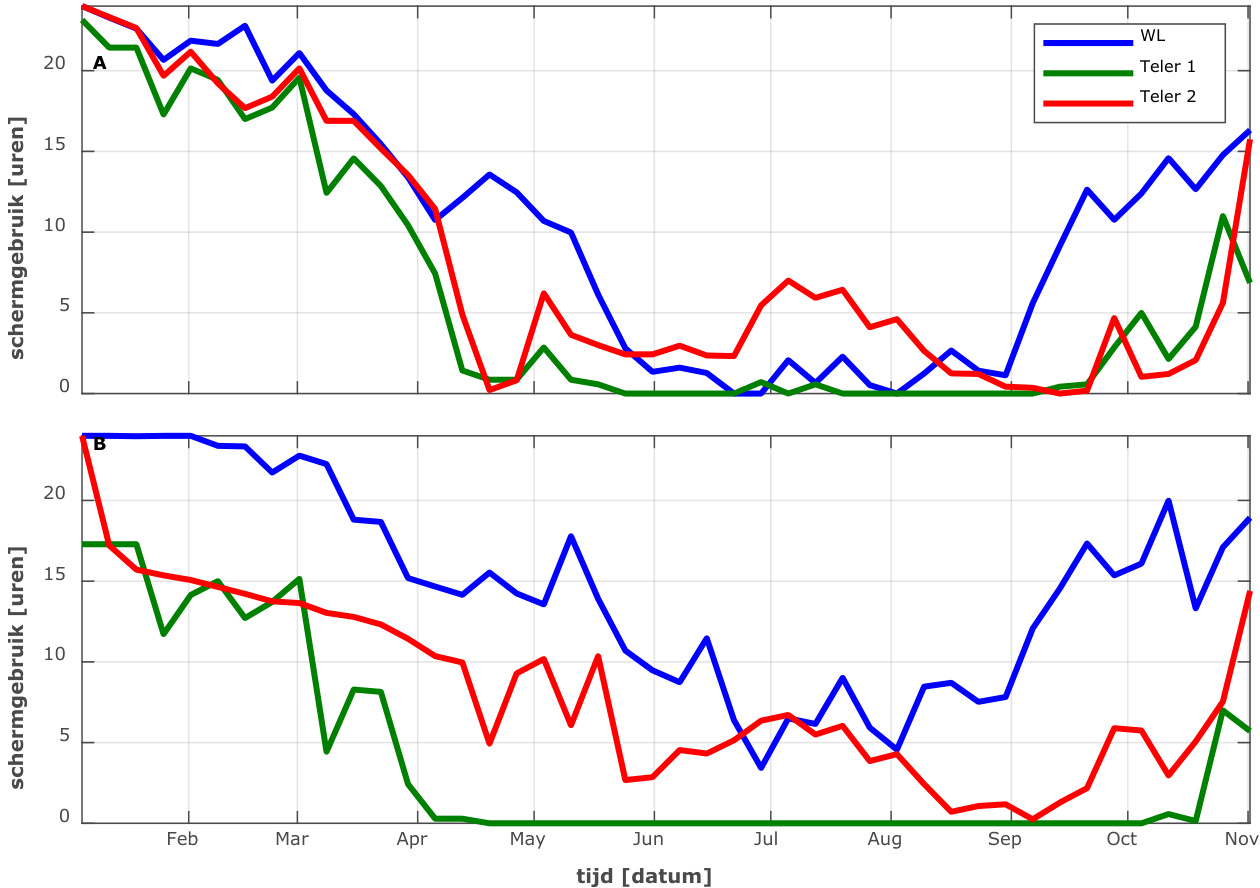 A
WL
Teler 1
Teler 2
schermgebruik [uren]
20
15
10
5
0
B
schermgebruik [uren]
20
15
10
5
0
Feb Mar Apr May Jun Jul Aug Sep Oct Nov
tijd [datum]